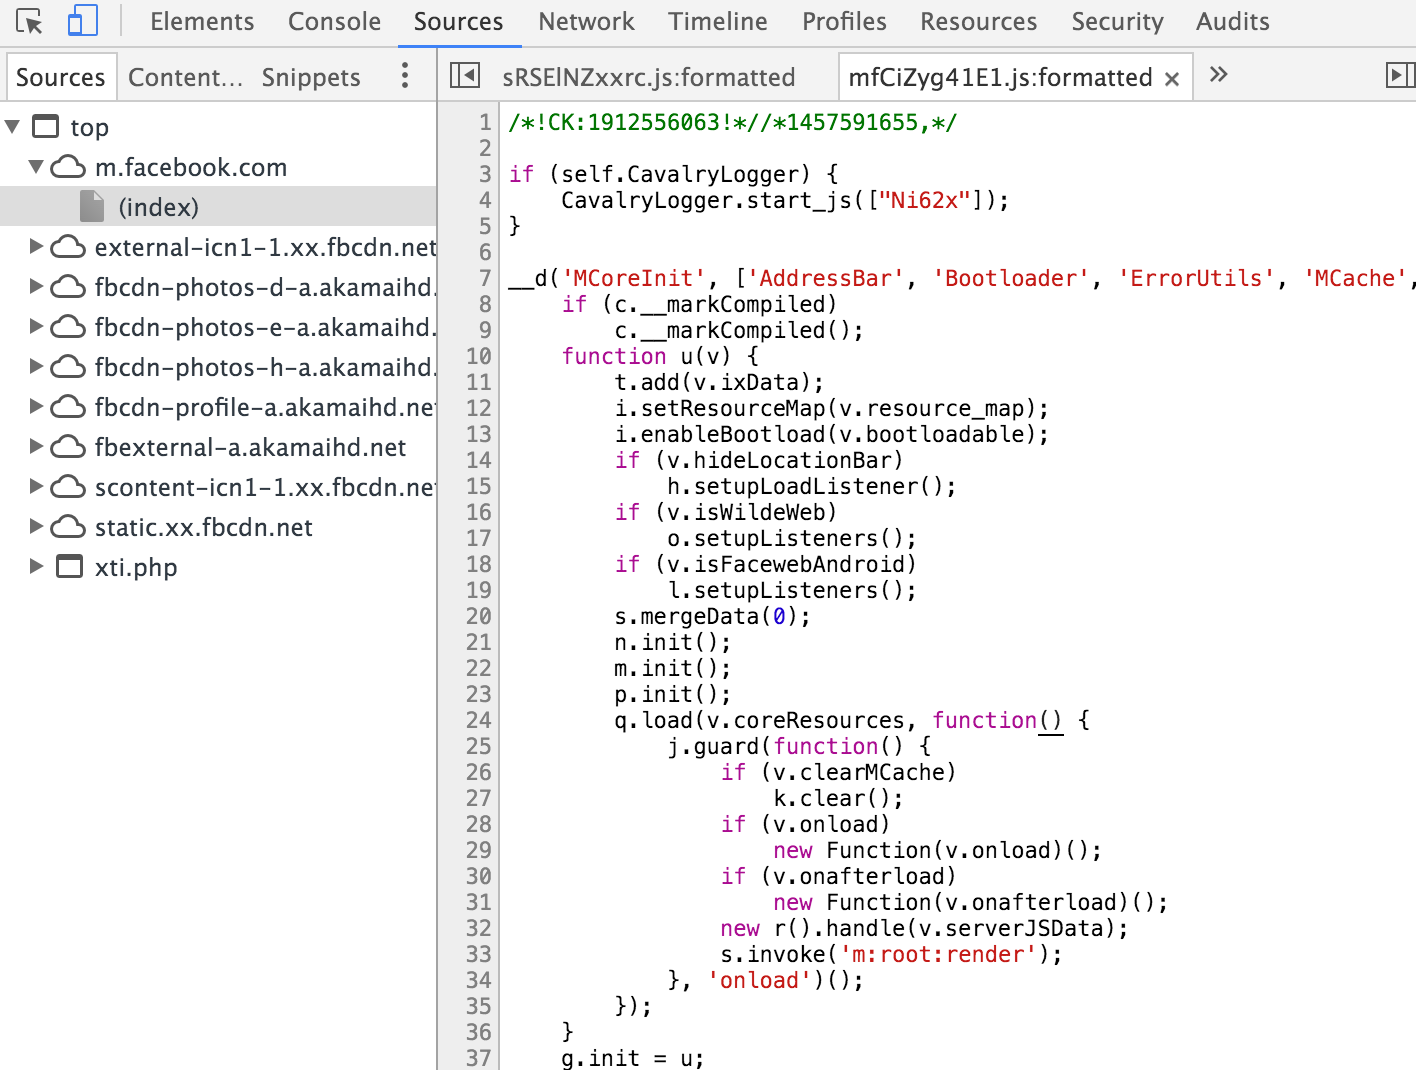 Elements Console Sources Network Timeline Profiles Resources Security Audits
Sources Content… Snippets
sRSElNZxxrc.js:formatted mfCiZyg41E1.js:formatted × »
top
m.facebook.com
(index)
external-icn1-1.xx.fbcdn.net
fbcdn-photos-d-a.akamaihd.
fbcdn-photos-e-a.akamaihd.
fbcdn-photos-h-a.akamaihd.
fbcdn-profile-a.akamaihd.ne
fbexternal-a.akamaihd.net
scontent-icn1-1.xx.fbcdn.ne
static.xx.fbcdn.net
xti.php
1 /*!CK:1912556063!*//*1457591655,*/
2
3 if (self.CavalryLogger) {
4     CavalryLogger.start_js(["Ni62x"]);
5 }
6
7 __d('MCoreInit', ['AddressBar', 'Bootloader', 'ErrorUtils', 'MCache',
8     if (c.__markCompiled)
9         c.__markCompiled();
10     function u(v) {
11         t.add(v.ixData);
12         i.setResourceMap(v.resource_map);
13         i.enableBootload(v.bootloadable);
14         if (v.hideLocationBar)
15             h.setupLoadListener();
16         if (v.isWildeWeb)
17             o.setupListeners();
18         if (v.isFacewebAndroid)
19             l.setupListeners();
20         s.mergeData(0);
21         n.init();
22         m.init();
23         p.init();
24         q.load(v.coreResources, function() {
25             j.guard(function() {
26                 if (v.clearMCache)
27                     k.clear();
28                 if (v.onload)
29                     new Function(v.onload)();
30                 if (v.onafterload)
31                     new Function(v.onafterload)();
32                 new r().handle(v.serverJSData);
33                 s.invoke('m:root:render');
34             }, 'onload')();
35         });
36     }
37     g.init = u;